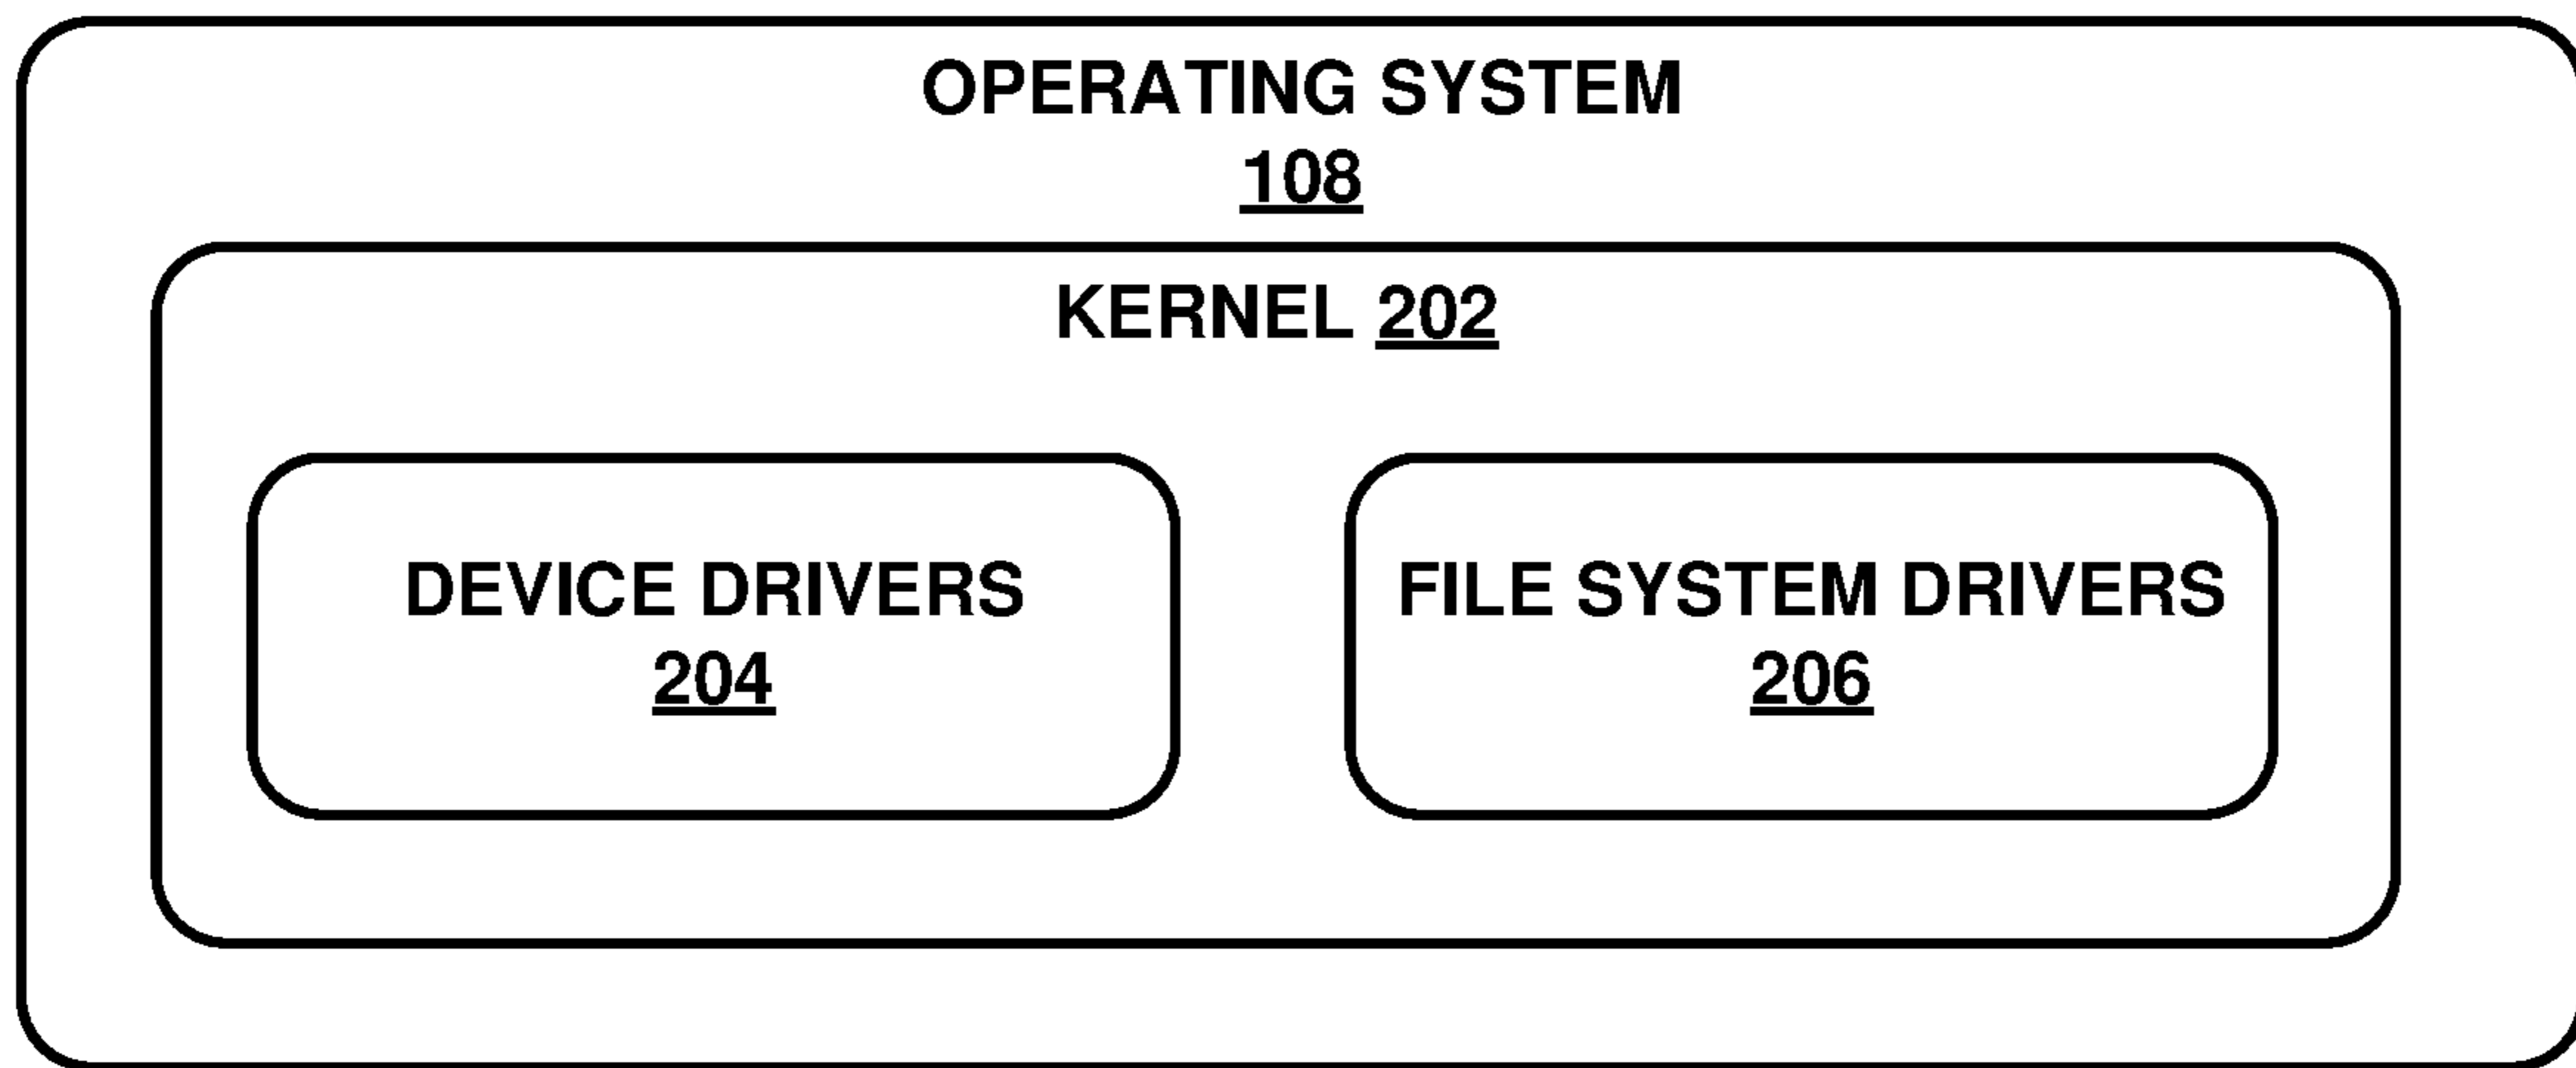 OPERATING SYSTEM
108
KERNEL 202
DEVICE DRIVERS
204
FILE SYSTEM DRIVERS
206